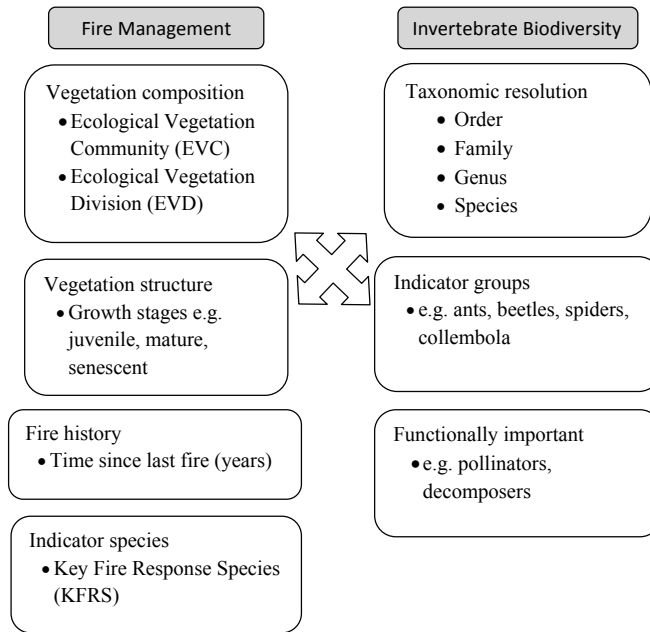 Fire Management
Vegetation composition
• Ecological Vegetation
Community (EVC)
• Ecological Vegetation
Division (EVD)
Vegetation structure
• Growth stages e.g.
juvenile, mature,
senescent
Fire history
• Time since last fire (years)
Indicator species
• Key Fire Response Species
(KFRS)
Invertebrate Biodiversity
Taxonomic resolution
• Order
• Family
• Genus
• Species
Indicator groups
• e.g. ants, beetles, spiders,
collembola
Functionally important
• e.g. pollinators,
decomposers